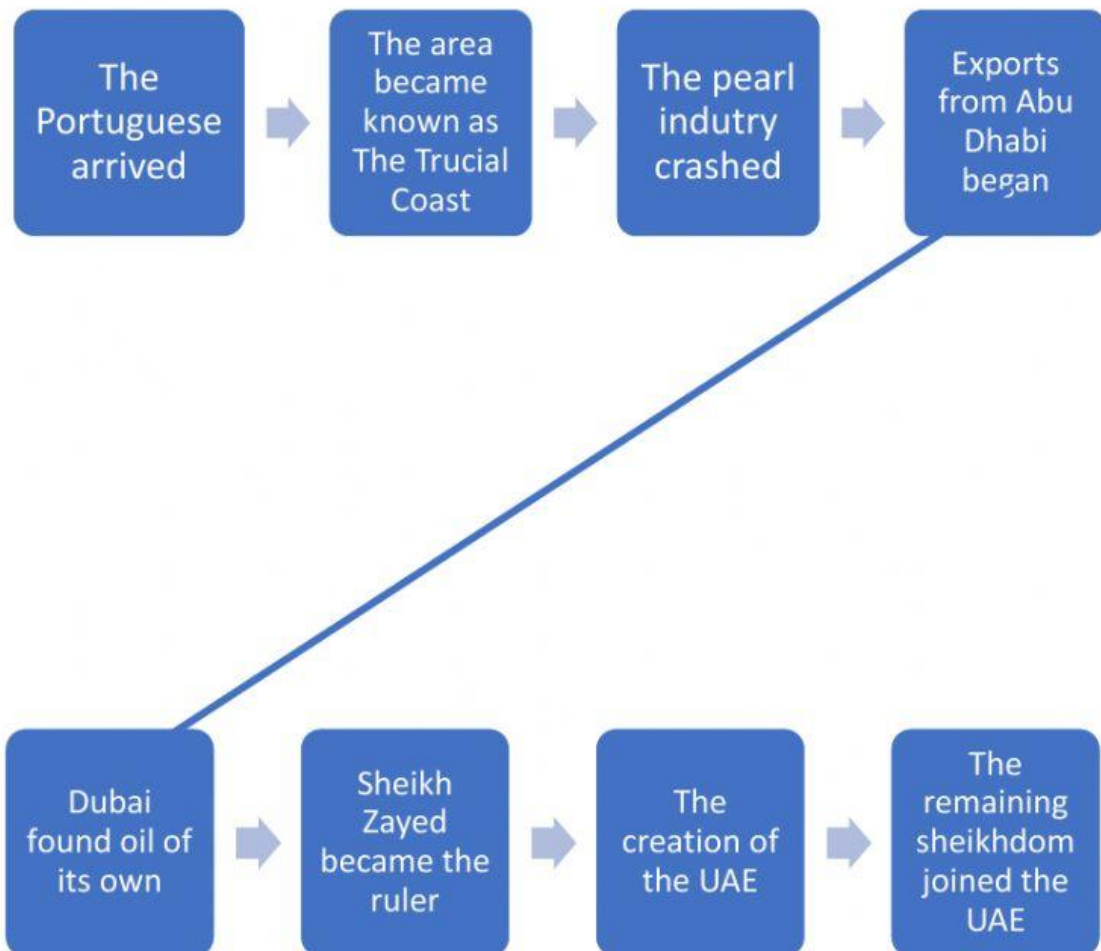 The
Portuguese
arrived
The area
became
known as
The Trucial
Coast
The pearl
indutry
crashed
Exports
from Abu
Dhabi
began
Dubai
found oil of
its own
Sheikh
Zayed
became the
ruler
The
creation of
the UAE
The
remaining
sheikhdom
joined the
UAE